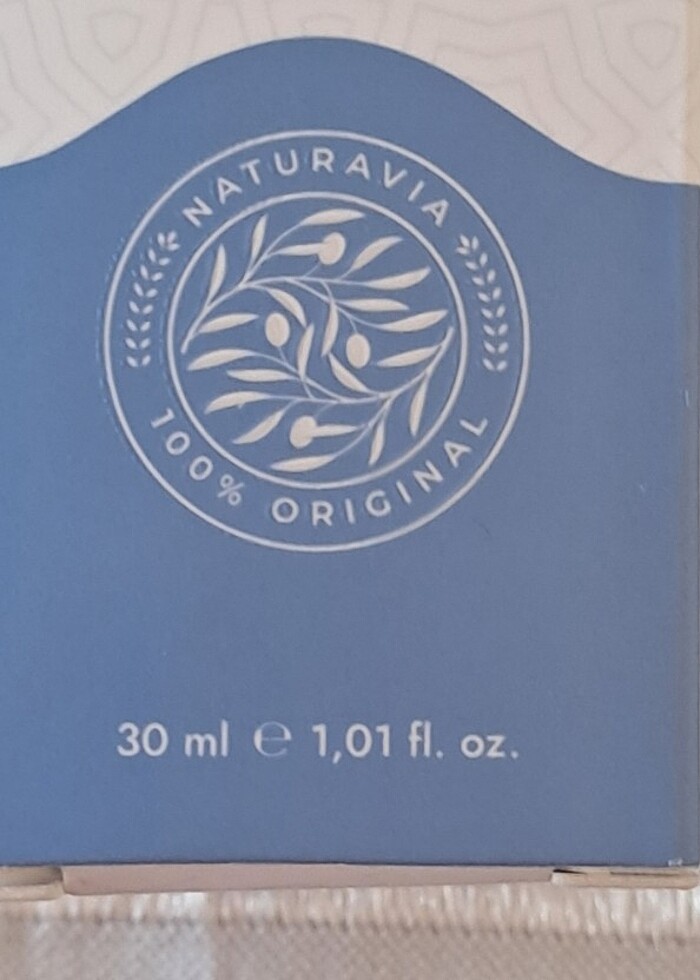 NATURAVIA
100% ORIGINAL
30 ml ℮ 1,01 fl. oz.